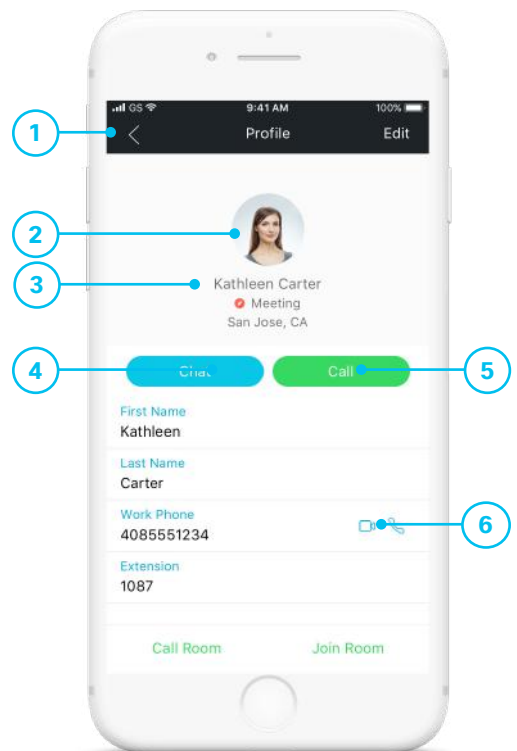 GS 9:41 AM 100%
1 Profile Edit
2
3 Kathleen Carter
Meeting
San Jose, CA
4 Chat Call 5
First Name
Kathleen
Last Name
Carter
Work Phone
4085551234 6
Extension
1087
Call Room Join Room